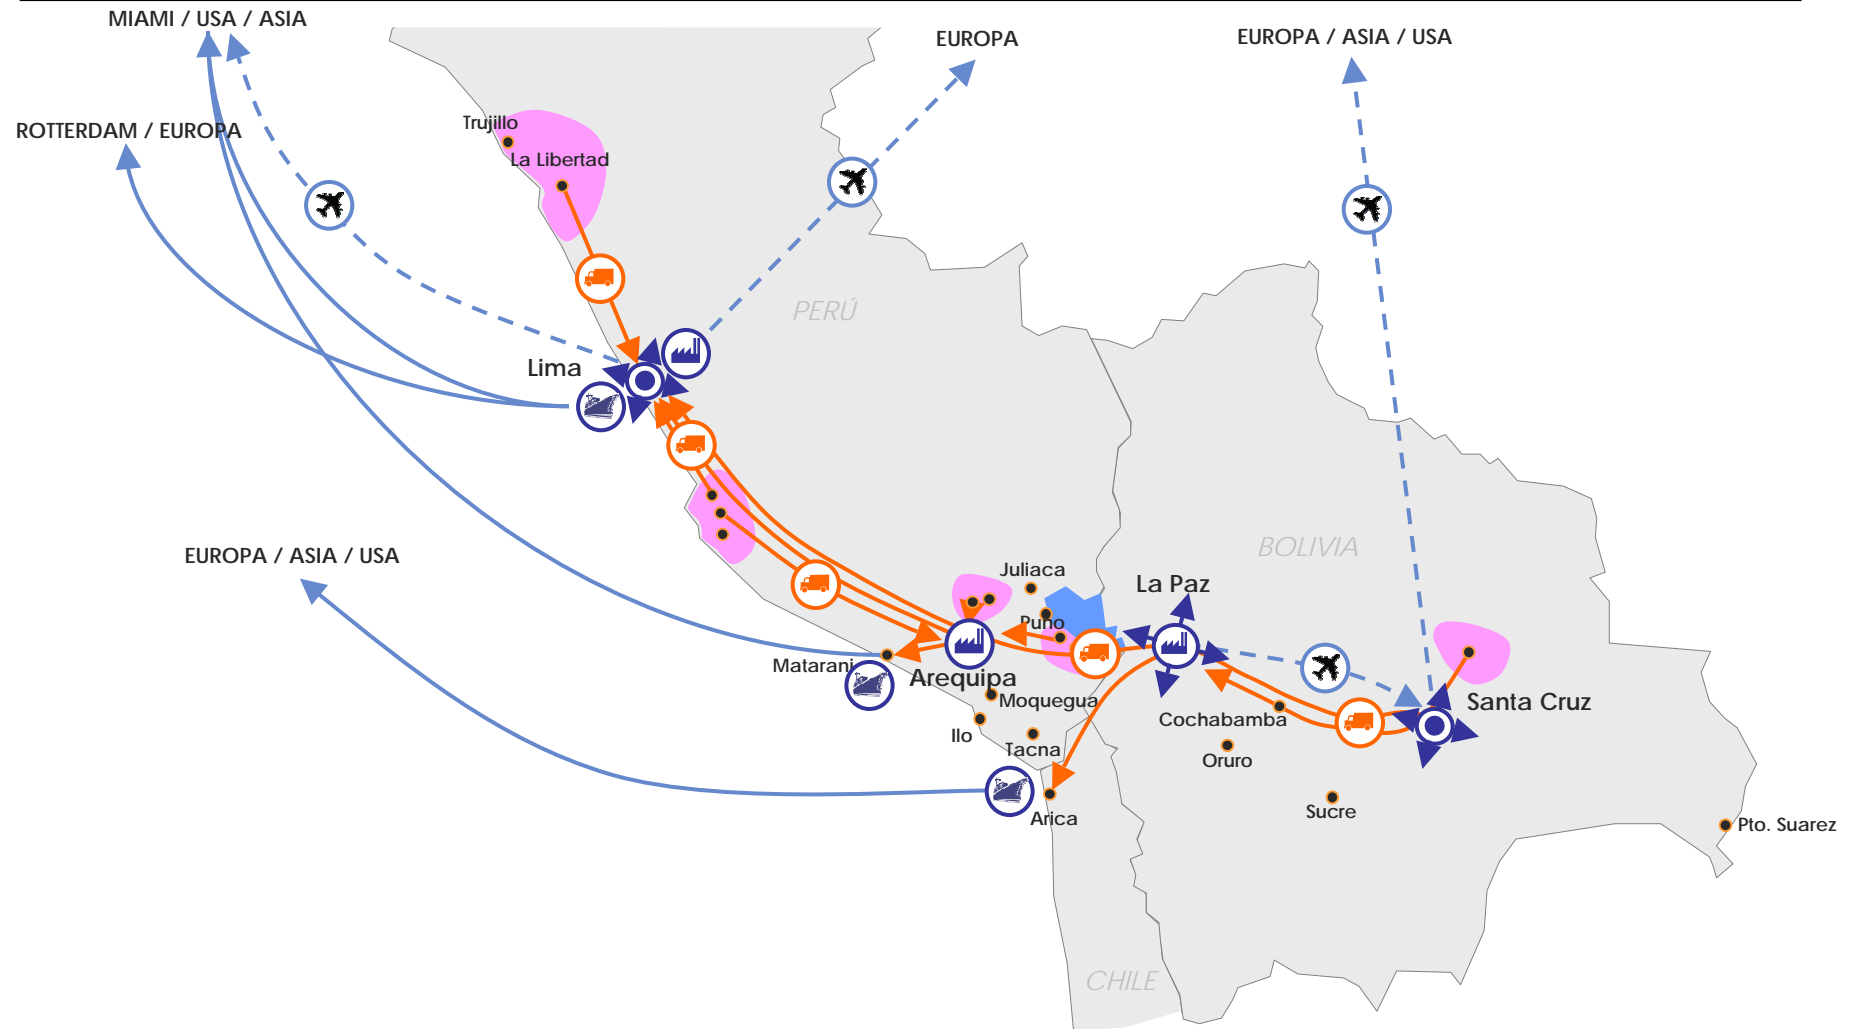 MIAMI / USA / ASIA
EUROPA
EUROPA / ASIA / USA
ROTTERDAM / EUROPA
Trujillo
La Libertad
PERÚ
Lima
EUROPA / ASIA / USA
BOLIVIA
Juliaca
La Paz
Puno
Matarani
Arequipa
Moquegua
Santa Cruz
Cochabamba
Ilo
Tacna
Oruro
Arica
Sucre
Pto. Suarez
CHILE